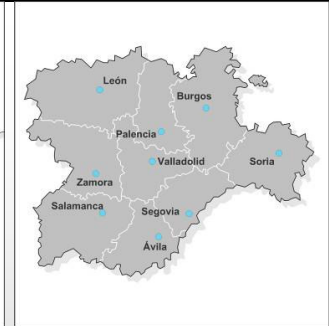 León
Burgos
Palencia
Valladolid
Soria
Zamora
Salamanca
Segovia
Ávila